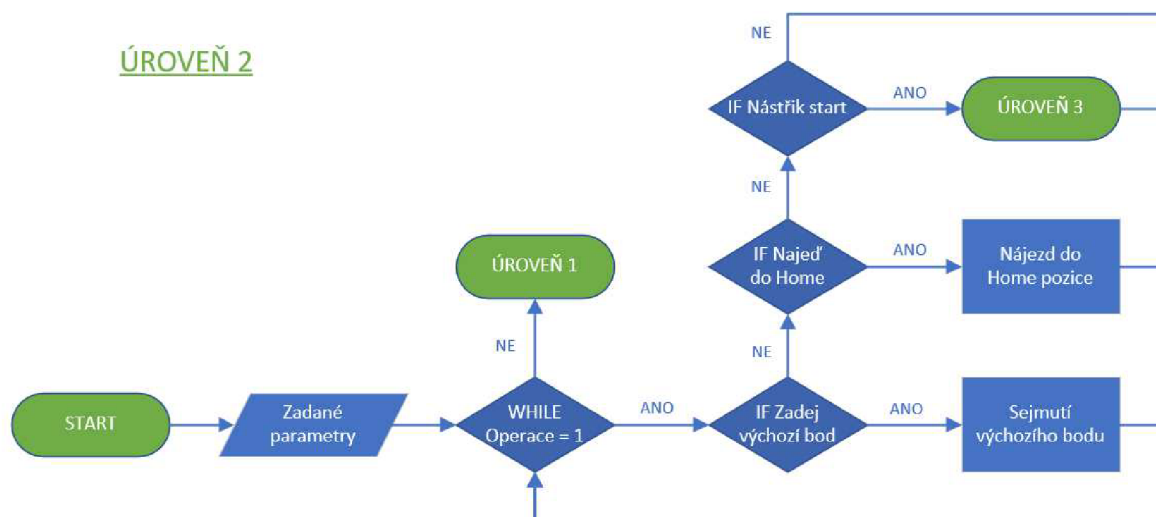 ÚROVEŇ 2
NE
IF Nástřik start
ANO
ÚROVEŇ 3
NE
ÚROVEŇ 1
IF Najeď
do Home
ANO
Nájezd do
Home pozice
NE
NE
START
Zadané
parametry
WHILE
Operace = 1
ANO
IF Zadej
výchozí bod
ANO
Sejmutí
výchozího bodu